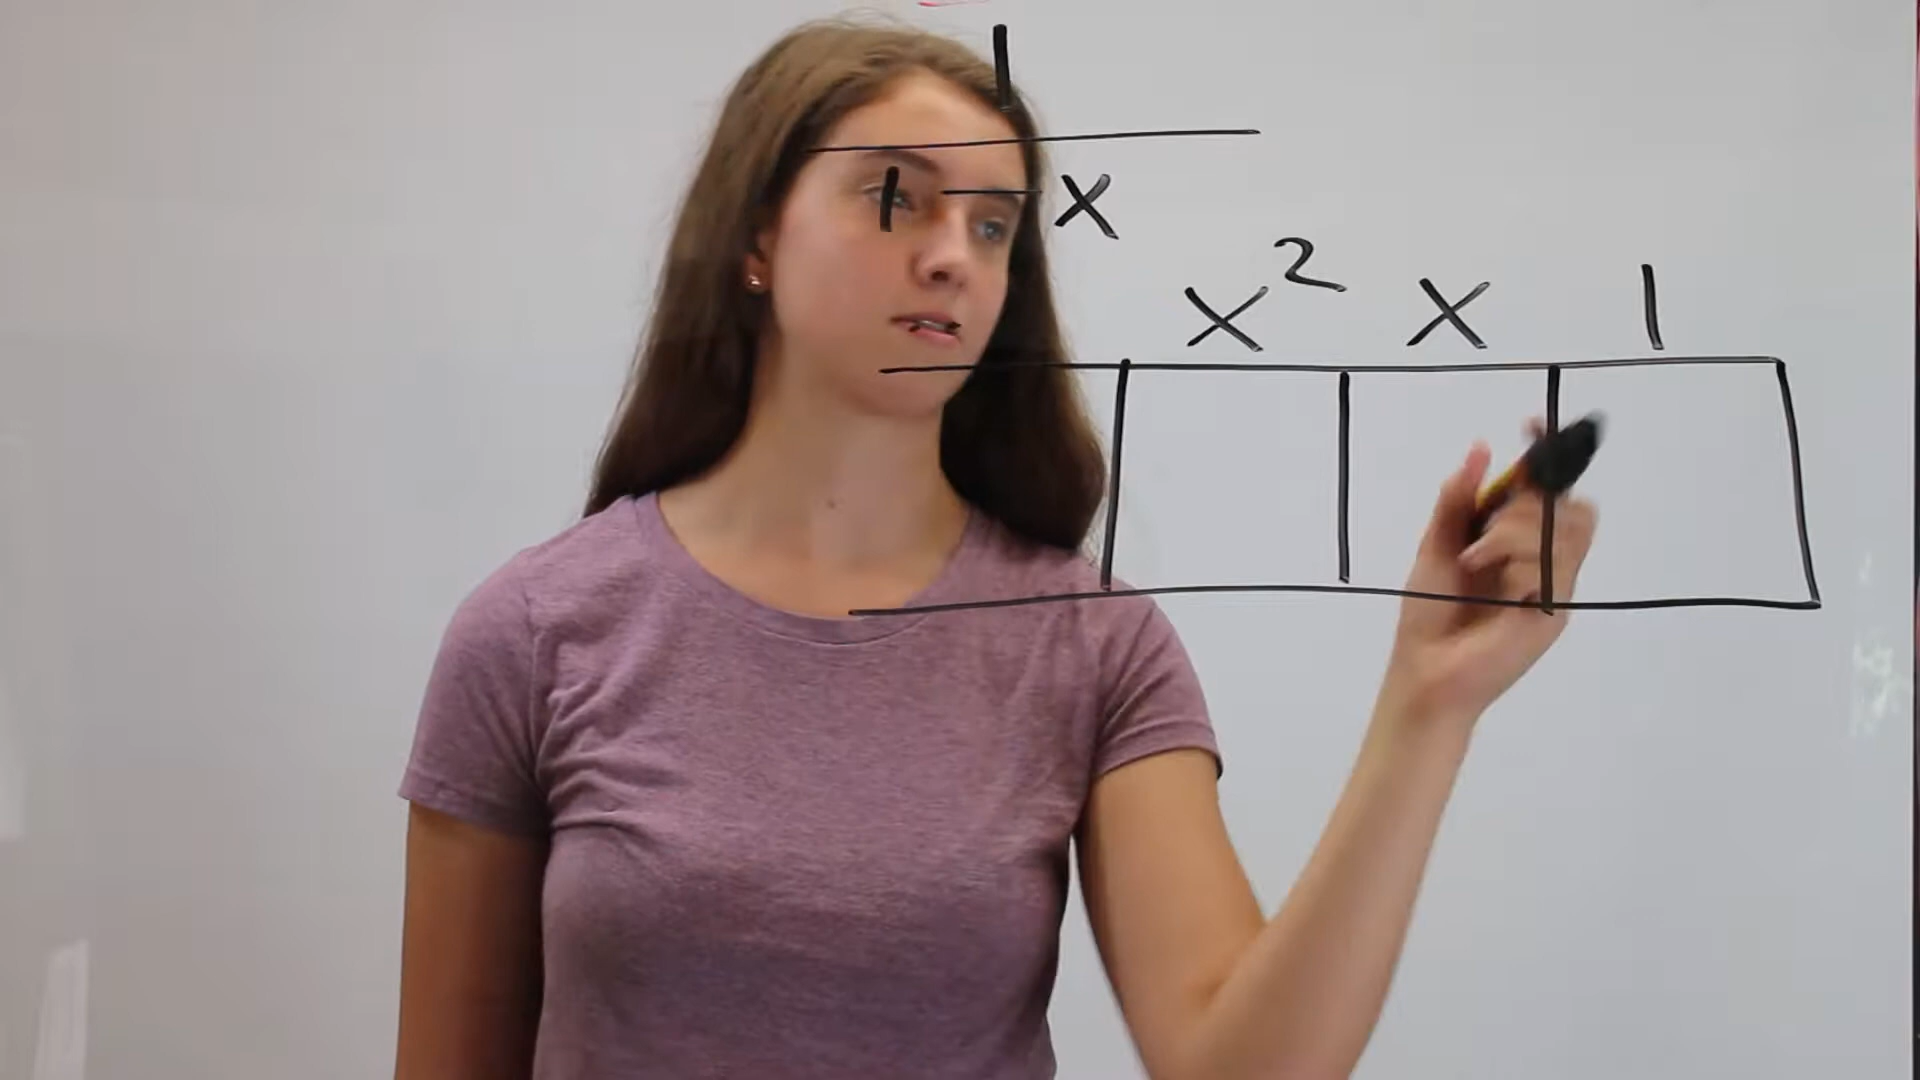 1
1 - x
x² x 1
...